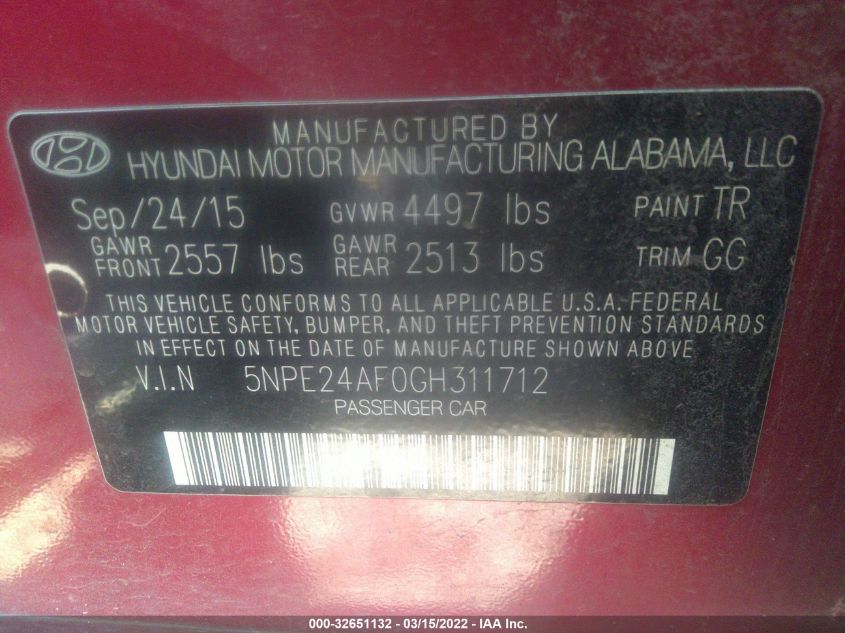 MANUFACTURED BY
HYUNDAI MOTOR MANUFACTURING ALABAMA, LLC
Sep/24/15 GVWR 4497 lbs PAINT TR
GAWR FRONT 2557 lbs GAWR REAR 2513 lbs TRIM GG
THIS VEHICLE CONFORMS TO ALL APPLICABLE U.S.A. FEDERAL
MOTOR VEHICLE SAFETY, BUMPER, AND THEFT PREVENTION STANDARDS
IN EFFECT ON THE DATE OF MANUFACTURE SHOWN ABOVE
V.I.N 5NPE24AF0GH311712
PASSENGER CAR
000-32651132 - 03/15/2022 - IAA Inc.